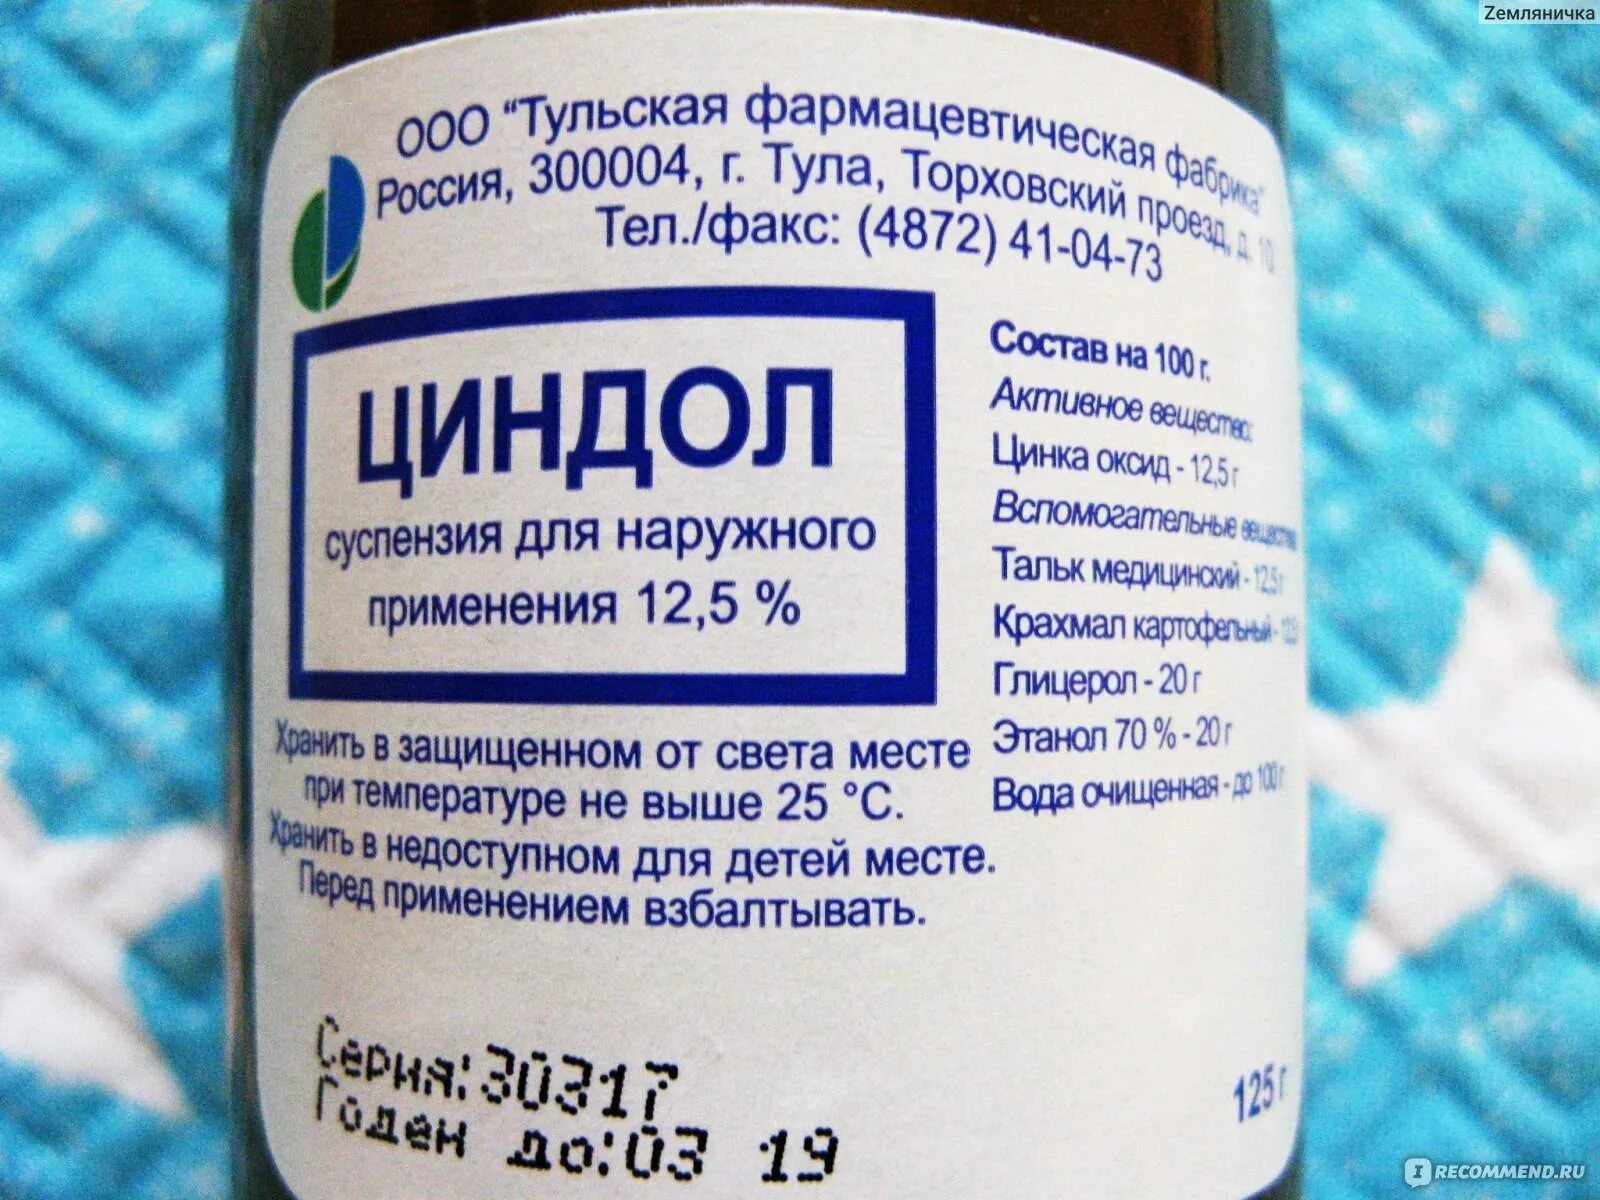 Zемляничка
ООО "Тульская фармацевтическая фабрика"
Россия, 300004, г. Тула, Торховский проезд, д. 10
Тел./факс: (4872) 41-04-73
ЦИНДОЛ
суспензия для наружного
применения 12,5 %
Хранить в защищенном от света месте
при температуре не выше 25 °С.
Хранить в недоступном для детей месте.
Перед применением взбалтывать.
Состав на 100 г.
Активное вещество:
Цинка оксид - 12,5 г
Вспомогательные вещества
Тальк медицинский - 12,5 г
Крахмал картофельный -
Глицерол - 20 г
Этанол 70 % - 20 г
Вода очищенная - до 100 г
Серия:30317
Годен до:03 19
125 г
IRECOMMEND.RU